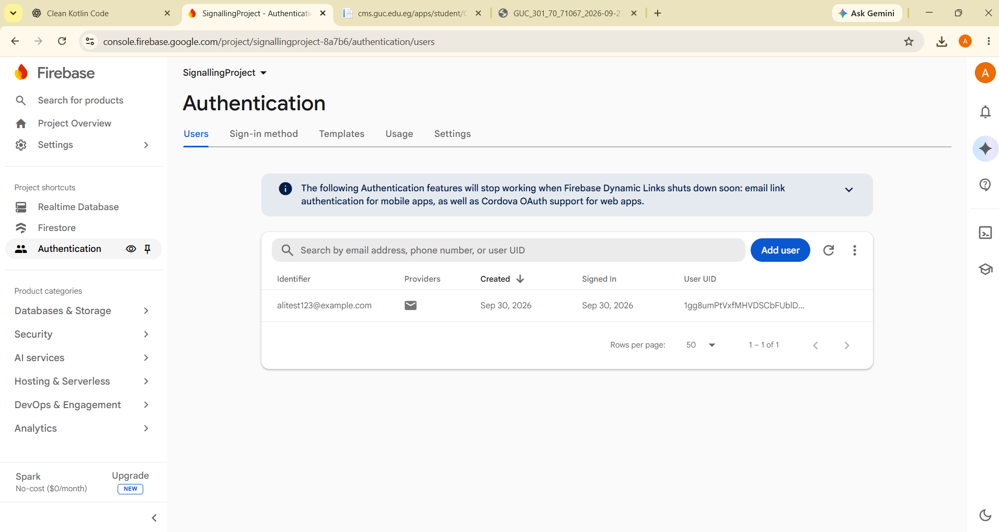 Clean Kotlin Code
SignallingProject - Authenticatic
cms.guc.edu.eg/apps/student/
GUC_301_70_71067_2026-09-2
Ask Gemini
console.firebase.google.com/project/signallingproject-8a7b6/authentication/users
A
Firebase
Search for products
Project Overview
Settings
Project shortcuts
Realtime Database
Firestore
Authentication
Product categories
Databases & Storage
Security
AI services
Hosting & Serverless
DevOps & Engagement
Analytics
Spark
No-cost ($0/month)
Upgrade
NEW
SignallingProject
Authentication
Users Sign-in method Templates Usage Settings
The following Authentication features will stop working when Firebase Dynamic Links shuts down soon: email link
authentication for mobile apps, as well as Cordova OAuth support for web apps.
Search by email address, phone number, or user UID
Add user
Identifier Providers Created Signed In User UID
alitest123@example.com Sep 30, 2026 Sep 30, 2026 1gg8umPtVxfMHVDSCbFUblD...
Rows per page: 50 1 – 1 of 1
A